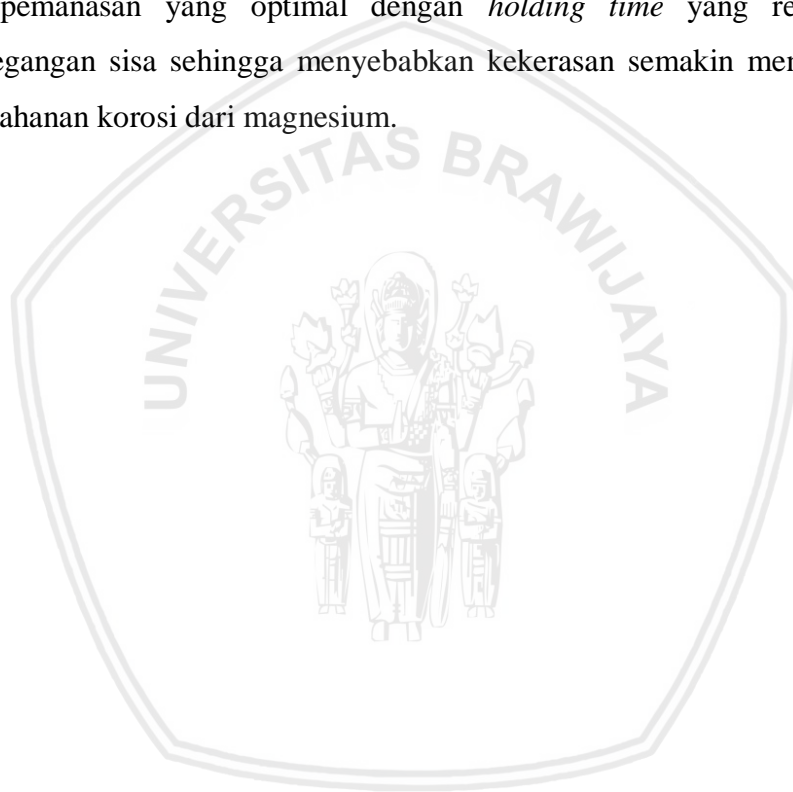 pemanasan yang optimal dengan holding time yang re
egangan sisa sehingga menyebabkan kekerasan semakin men
ahanan korosi dari magnesium.
UNIVERSITAS BRAWIJAYA